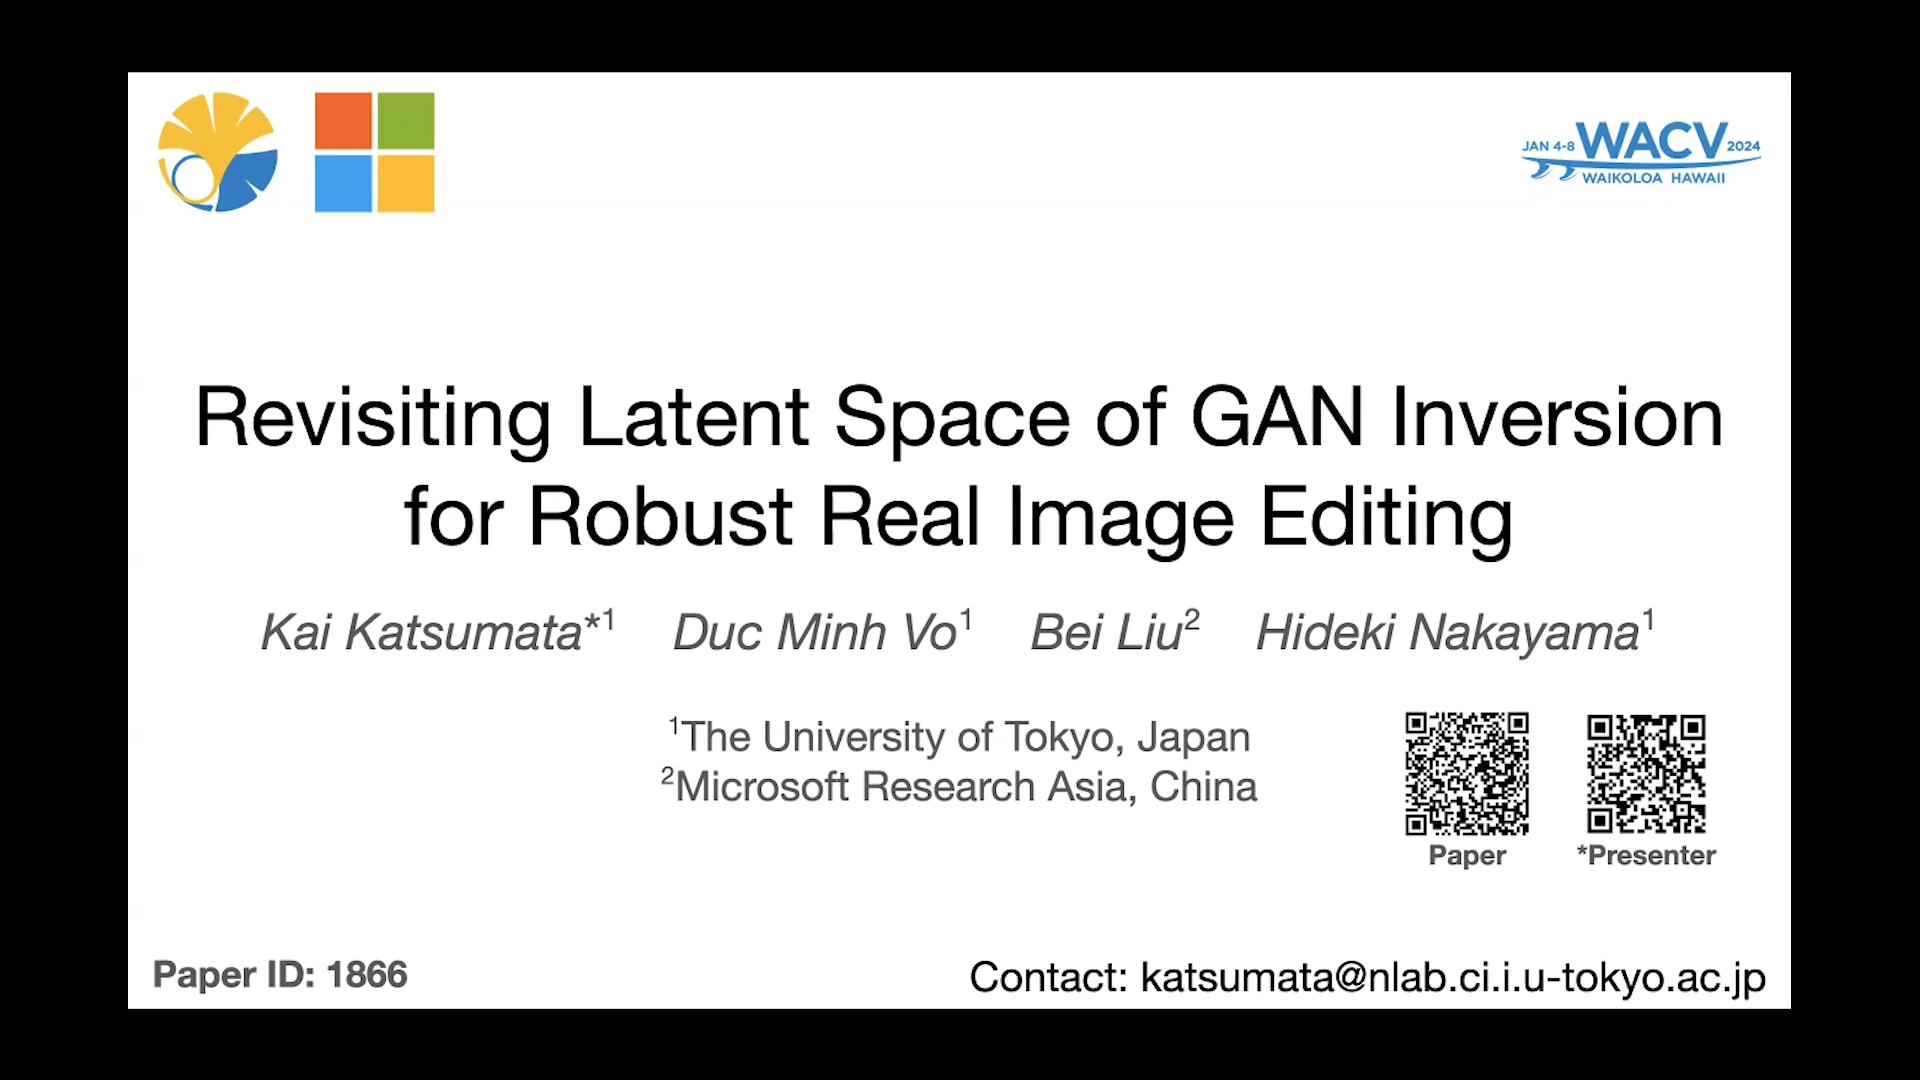 JAN 4-8 WACV 2024
WAIKOLOA HAWAII
Revisiting Latent Space of GAN Inversion
for Robust Real Image Editing
Kai Katsumata*1 Duc Minh Vo1 Bei Liu2 Hideki Nakayama1
1The University of Tokyo, Japan
2Microsoft Research Asia, China
Paper *Presenter
Paper ID: 1866
Contact: katsumata@nlab.ci.i.u-tokyo.ac.jp